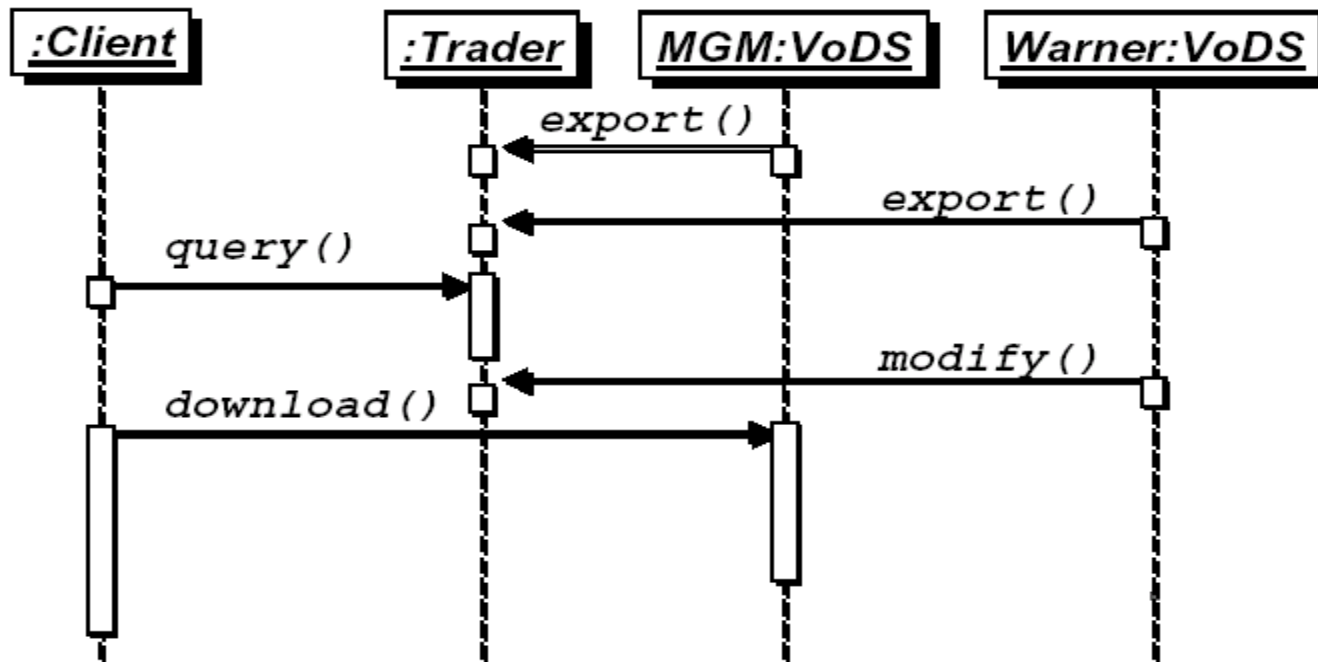 :Client
:Trader
MGM:VoDS
Warner:VoDS
export()
export()
query()
modify()
download()